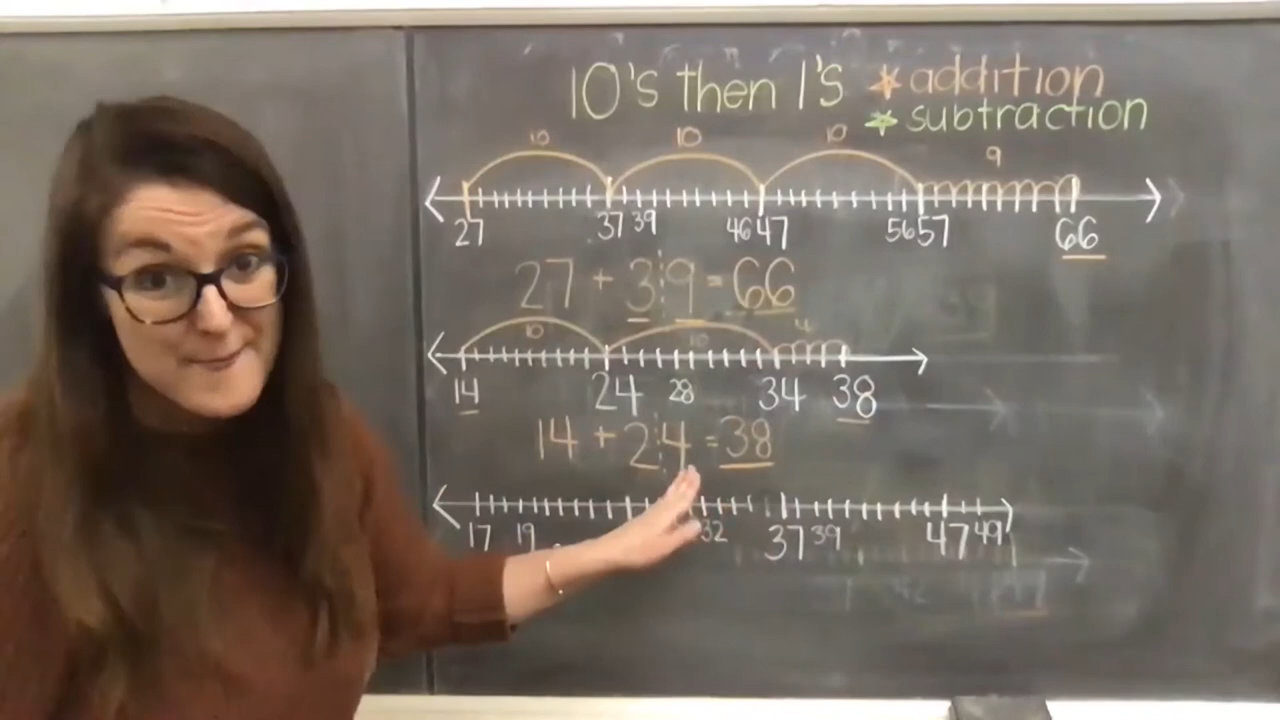 10's then 1's * addition
* subtraction
10 10 10 9
27 37 39 46 47 56 57 66
27 + 39 = 66
10 10 4
14 24 28 34 38
14 + 24 = 38
17 19 32 37 39 47 49